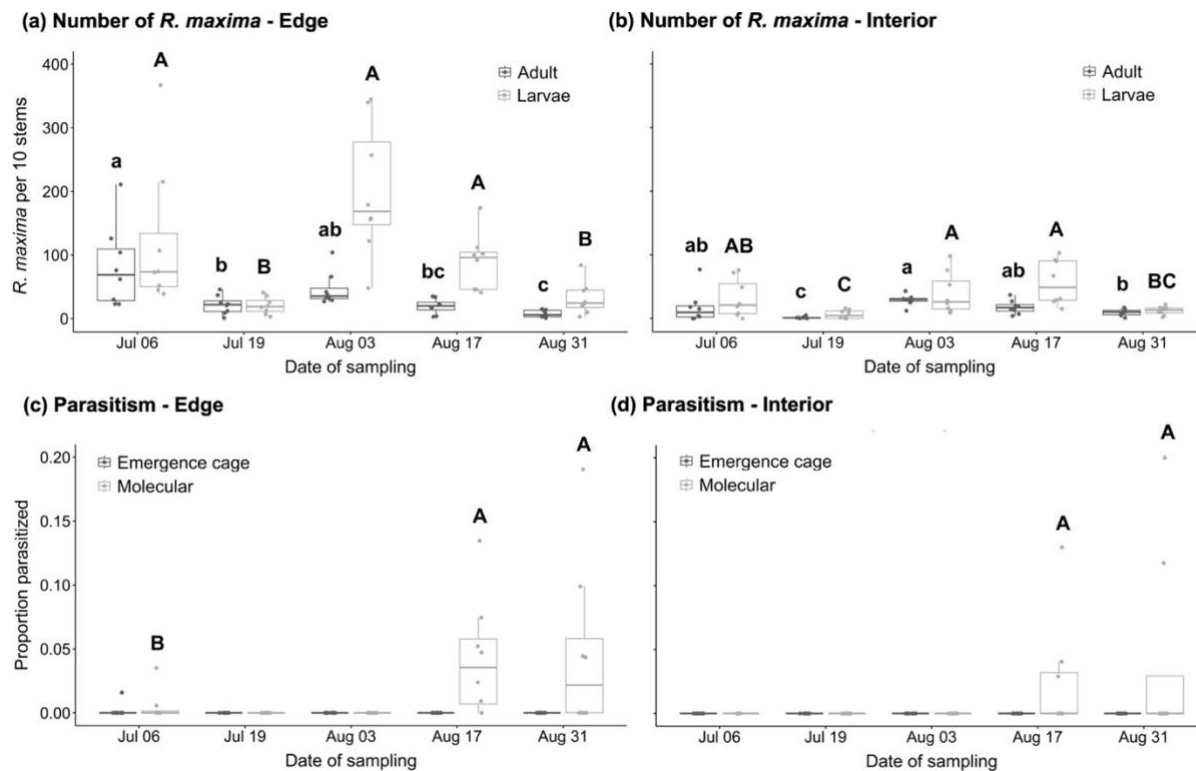 (a) Number of R. maxima - Edge
(b) Number of R. maxima - Interior
R. maxima per 10 stems
400
300
200
100
0
Adult
Larvae
a
A
b
B
ab
A
bc
A
c
B
Jul 06
Jul 19
Aug 03
Aug 17
Aug 31
Date of sampling
Adult
Larvae
ab
AB
c
C
a
A
ab
A
b
BC
Jul 06
Jul 19
Aug 03
Aug 17
Aug 31
Date of sampling
(c) Parasitism - Edge
(d) Parasitism - Interior
Proportion parasitized
0.20
0.15
0.10
0.05
0.00
Emergence cage
Molecular
B
A
A
Jul 06
Jul 19
Aug 03
Aug 17
Aug 31
Date of sampling
Emergence cage
Molecular
A
A
Jul 06
Jul 19
Aug 03
Aug 17
Aug 31
Date of sampling